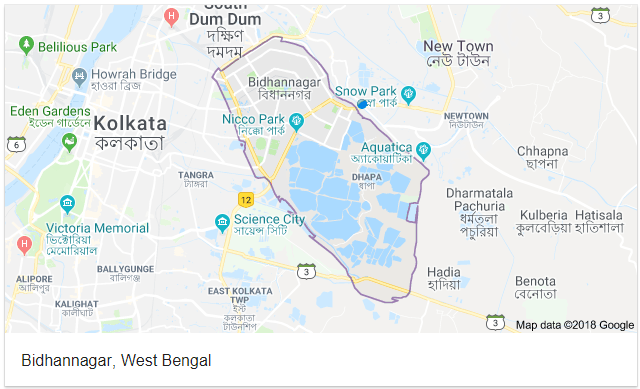 South
Dum Dum
দক্ষিণ
দমদম
3
H
Belilious Park
New Town
নেউ টাউন
Howrah Bridge
হাওরা ব্রিজ
Bidhannagar
বিধাননগর
Snow Park
পার্ক
Eden Gardens
ইডেন গার্ডেন্স
Kolkata
কলকাতা
Nicco Park
নিক্কো পার্ক
NEWTOWN
নিউটাউন
6
Aquatica
অ্যাকোয়াটিকা
Chhapna
ছাপনা
TANGRA
ট্যাংরা
DHAPA
ধাপা
12
Dharmatala
Pachuria
ধর্মতলা
পচুরিয়া
Victoria Memorial
ভিক্টোরিয়া
মেমোরিয়াল
Science City
সায়েন্স সিটি
Kulberia
কুলবেড়িয়া
Hatisala
হাতিশালা
H
BALLYGUNGE
বালিগঞ্জ
3
Hadia
হাদিয়া
ALIPORE
আলিপুর
Benota
বেনোতা
KALIGHAT
কালীঘাট
EAST KOLKATA
TWP
ইস্ট
কলকাতা
টাউনশিপ
3
Map data ©2018 Google
Bidhannagar, West Bengal